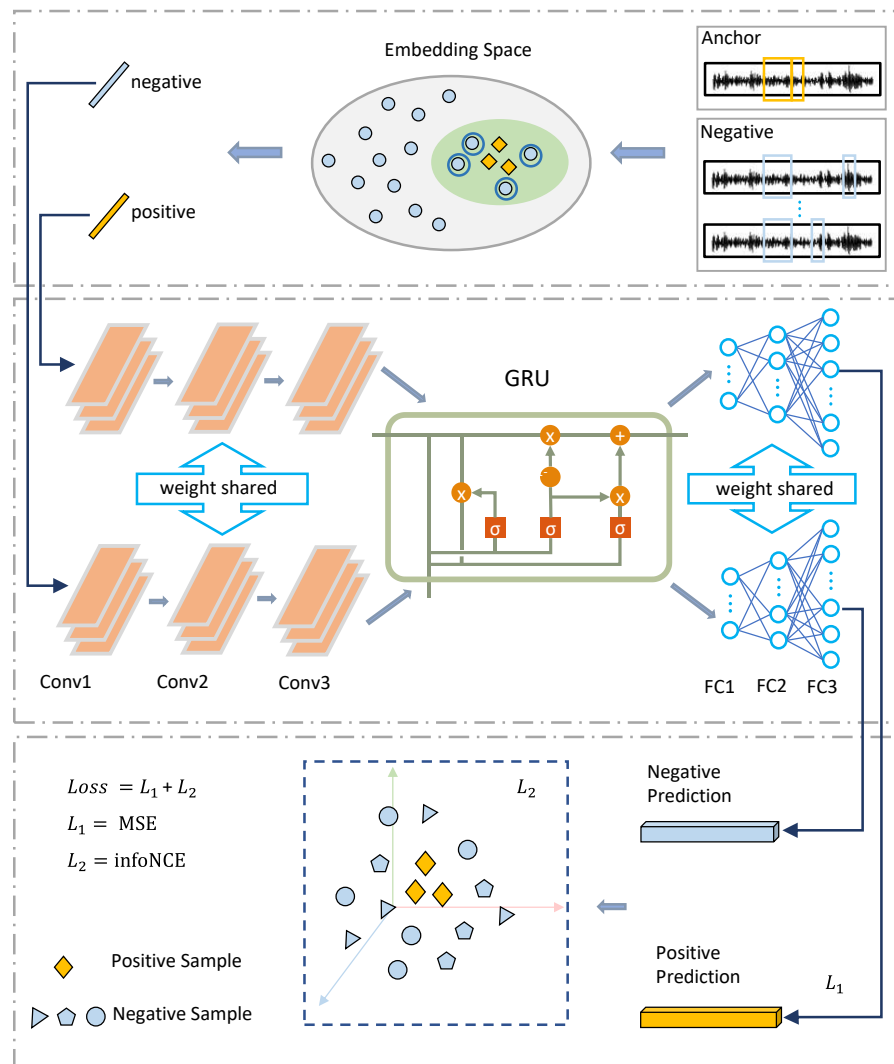 Embedding Space
Anchor
negative
Negative
positive
GRU
x
+
-
x
x
σ
σ
σ
weight shared
weight shared
Conv1
Conv2
Conv3
FC1
FC2
FC3
Loss = L₁ + L₂
L₁ = MSE
L₂ = infoNCE
L₂
Negative
Prediction
Positive Sample
Negative Sample
Positive
Prediction
L₁